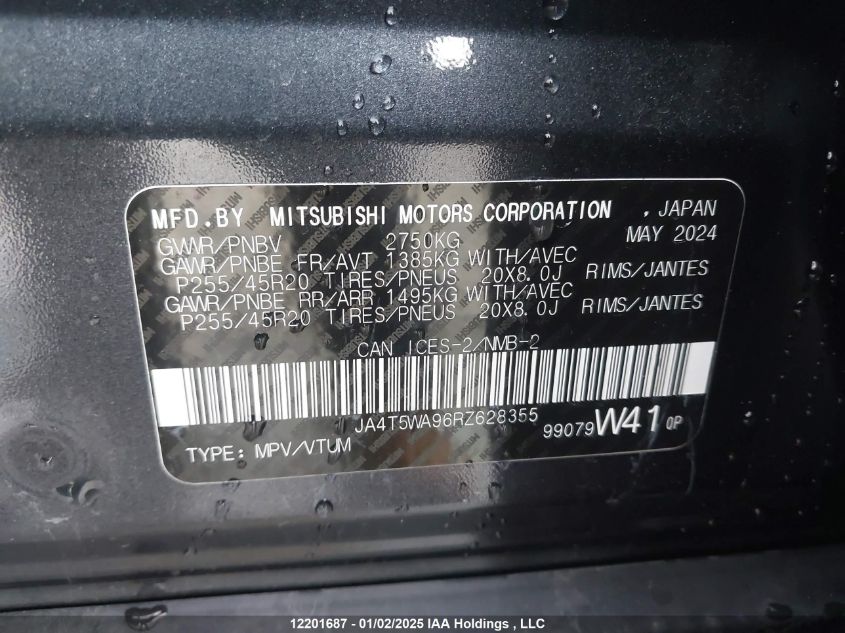 MFD.BY MITSUBISHI MOTORS CORPORATION , JAPAN
GVWR/PNBV 2750KG MAY 2024
GAWR/PNBE FR/AVT 1385KG WITH/AVEC
P255/45R20 TIRES/PNEUS 20X8.0J RIMS/JANTES
GAWR/PNBE RR/ARR 1495KG WITH/AVEC
P255/45R20 TIRES/PNEUS 20X8.0J RIMS/JANTES
CAN ICES-2/NMB-2
JA4T5WA96RZ628355
99079 W41 0P
TYPE: MPV/VTUM
12201687 - 01/02/2025 IAA Holdings , LLC